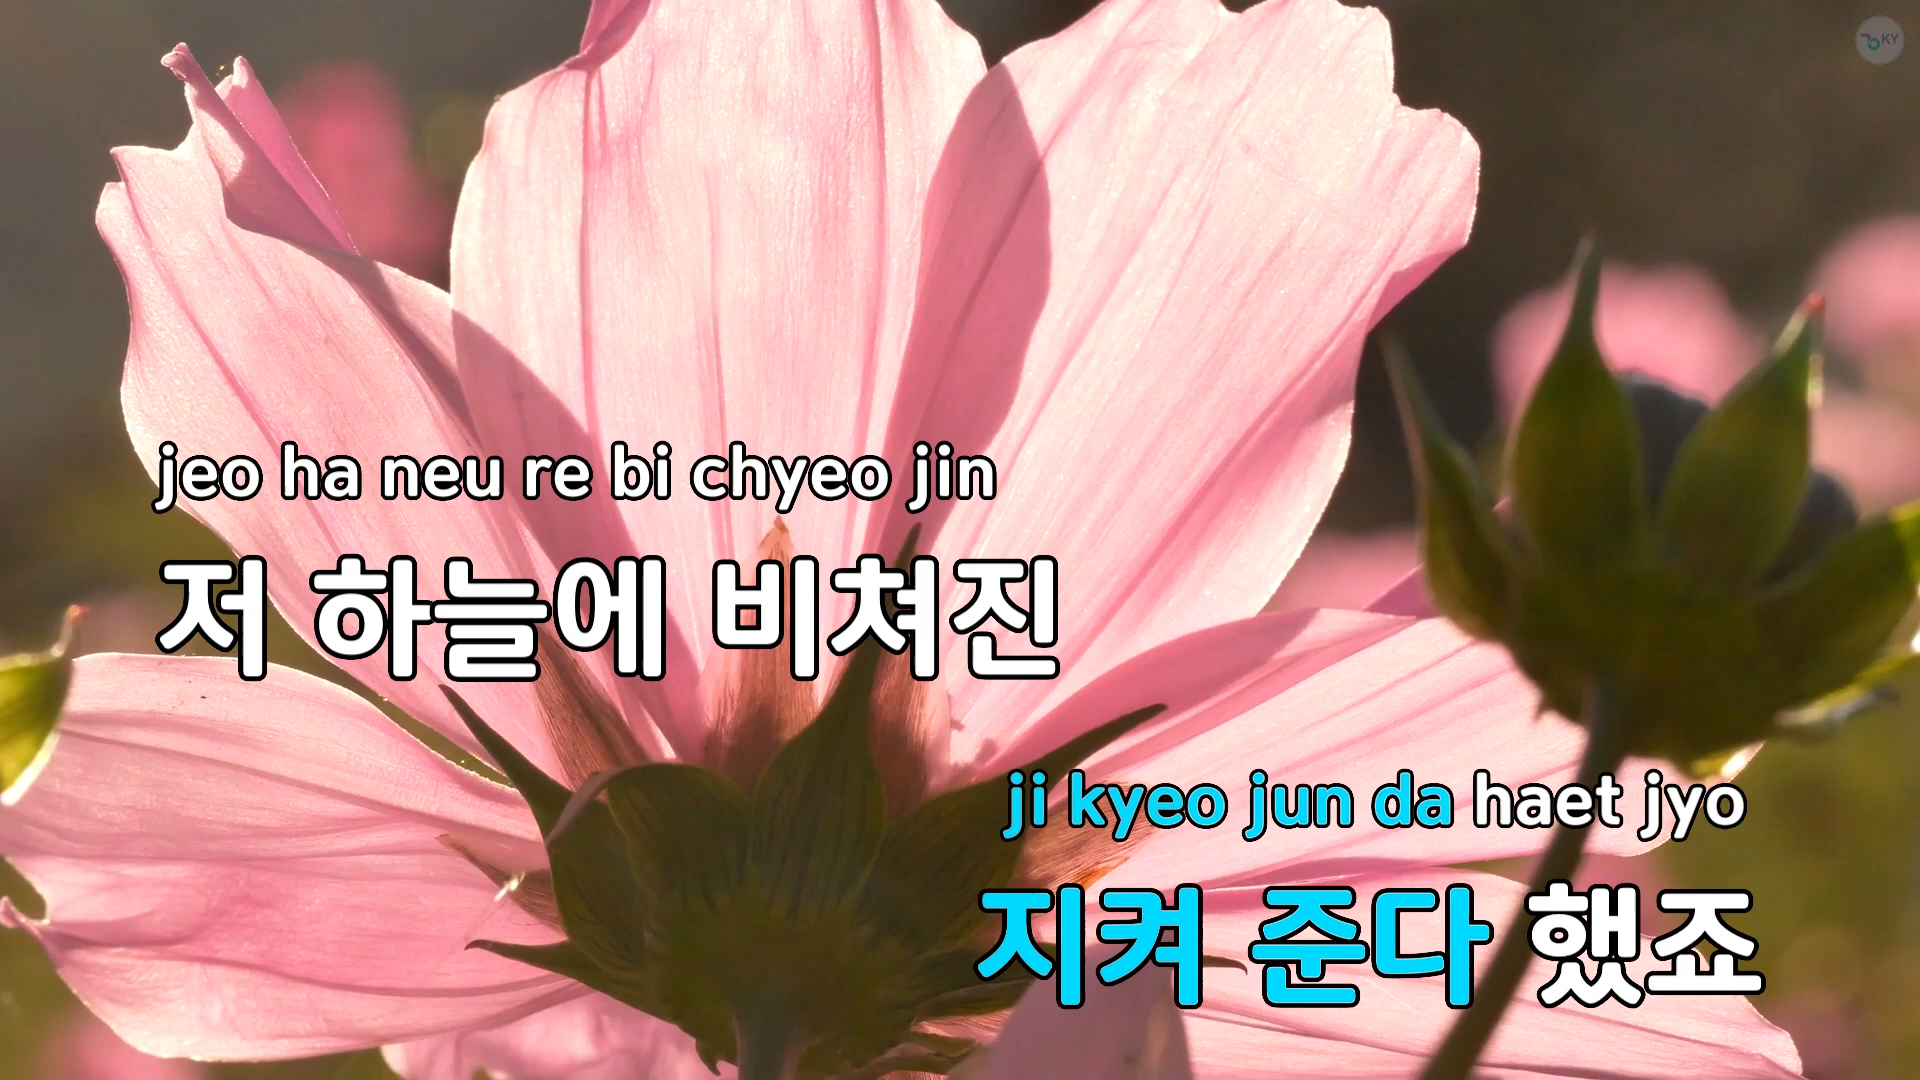 KY
jeo ha neu re bi chyeo jin
저 하늘에 비쳐진
ji kyeo jun da haet jyo
지켜 준다 했죠